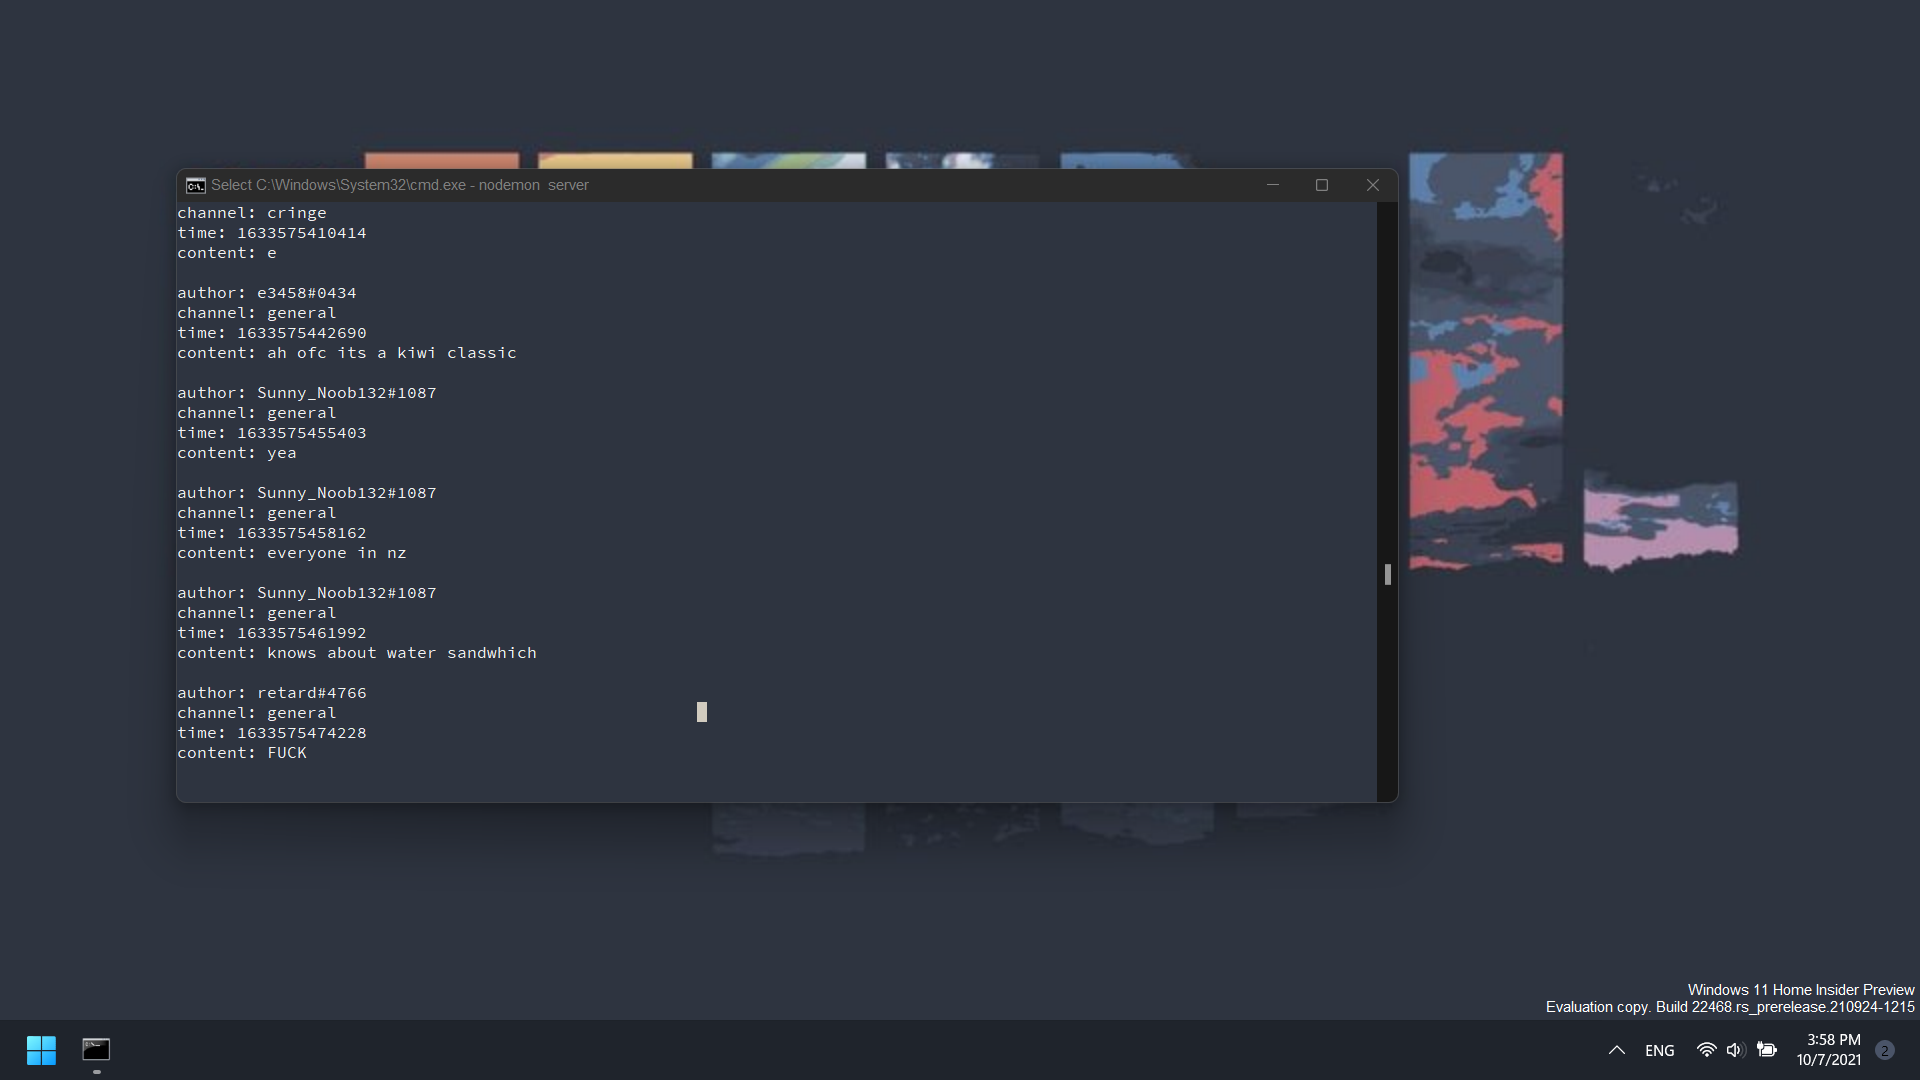 Select C:\Windows\System32\cmd.exe - nodemon  server
channel: cringe
time: 1633575410414
content: e
author: e3458#0434
channel: general
time: 1633575442690
content: ah ofc its a kiwi classic
author: Sunny_Noob132#1087
channel: general
time: 1633575455403
content: yea
author: Sunny_Noob132#1087
channel: general
time: 1633575458162
content: everyone in nz
author: Sunny_Noob132#1087
channel: general
time: 1633575461992
content: knows about water sandwhich
author: retard#4766
channel: general
time: 1633575474228
content: FUCK
Windows 11 Home Insider Preview
Evaluation copy. Build 22468.rs_prerelease.210924-1215
ENG
3:58 PM
10/7/2021
2